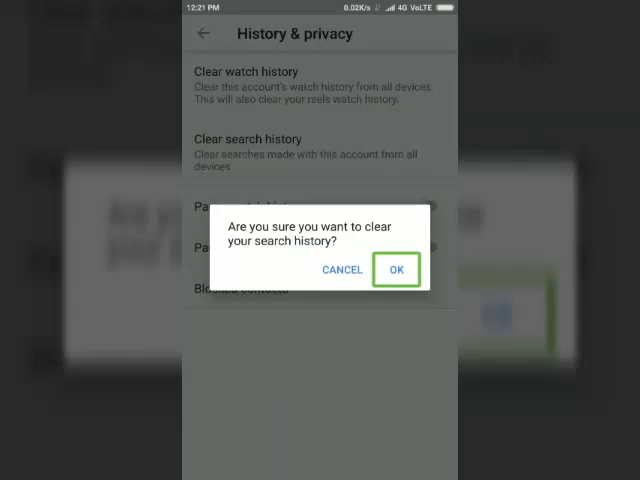 12:21 PM 0.02K/s 4G VoLTE
History & privacy
Clear watch history
Clear this account's watch history from all devices.
This will also clear your reels watch history.
Clear search history
Clear searches made with this account from all
devices
Are you sure you want to clear
your search history?
CANCEL OK
Blocked contacts